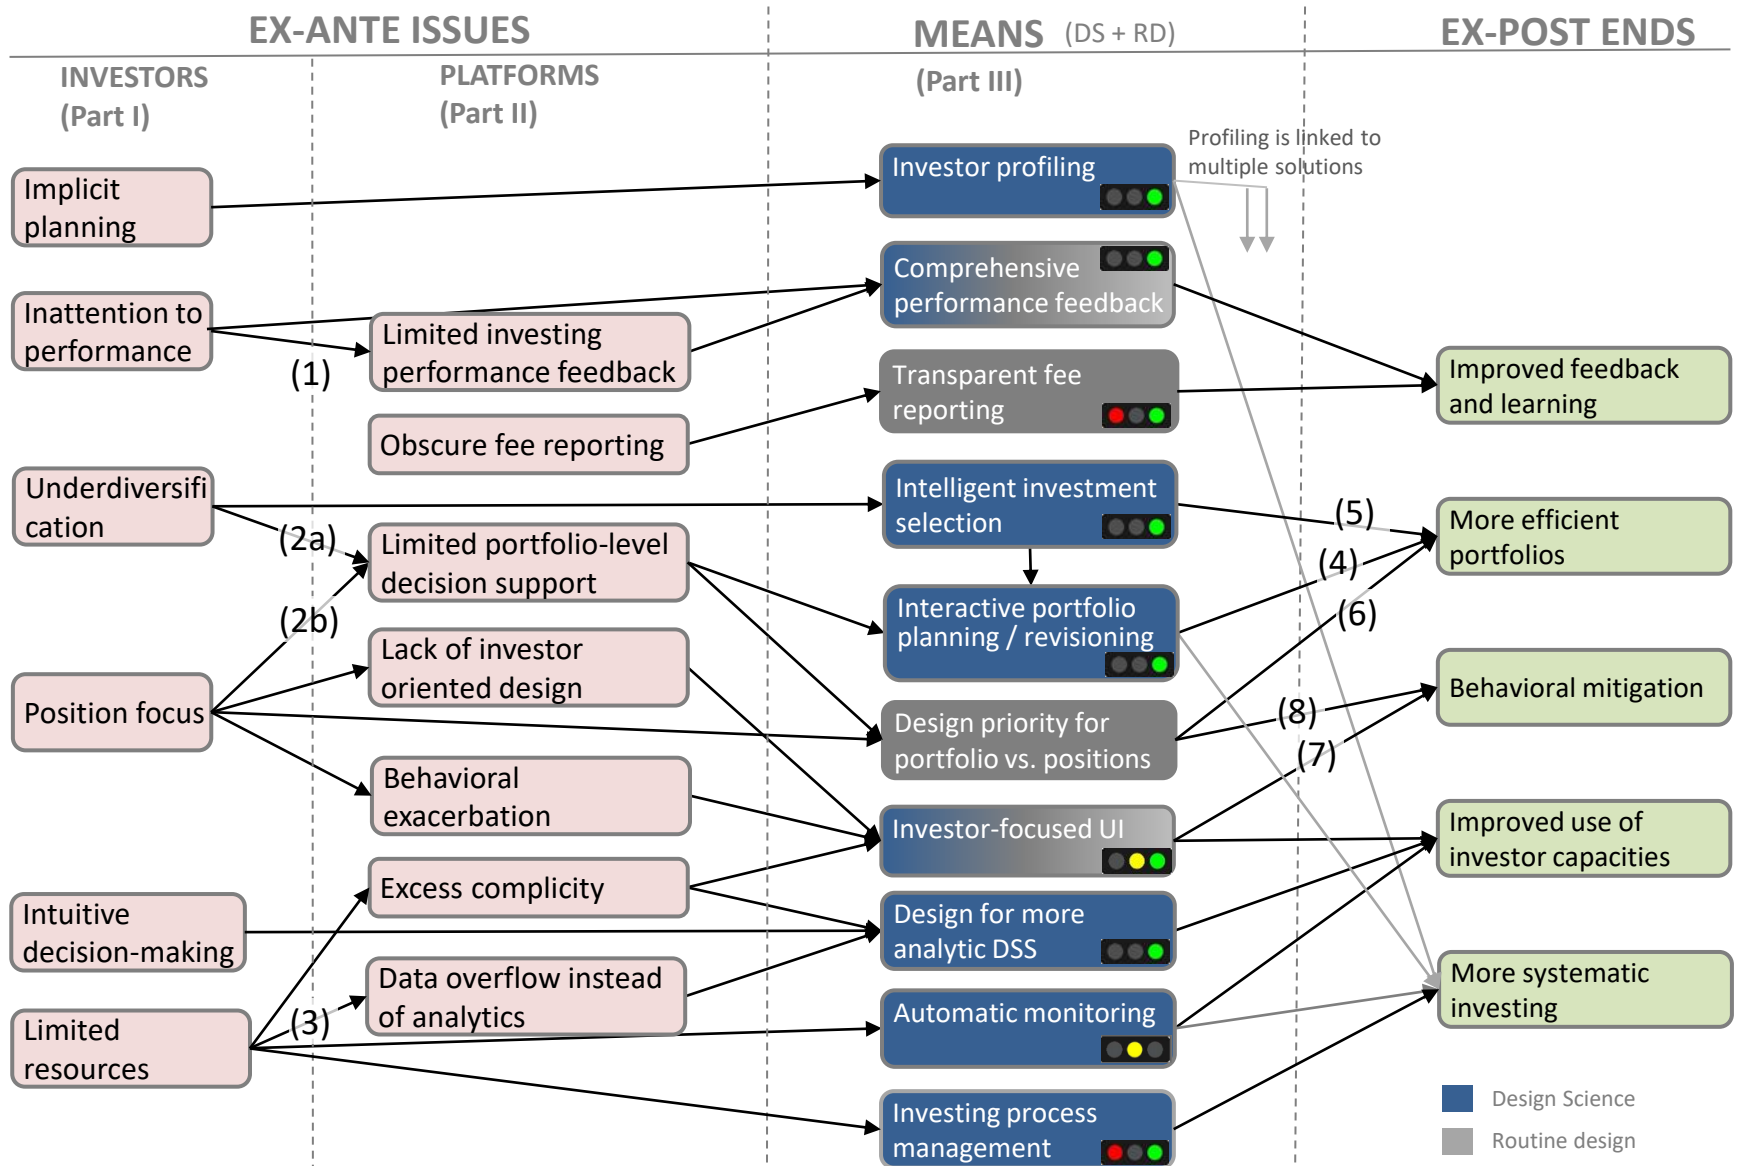 EX-ANTE ISSUES
MEANS (DS + RD)
EX-POST ENDS
INVESTORS
(Part I)
PLATFORMS
(Part II)
(Part III)
Implicit
planning
Inattention to
performance
Underdiversifi
cation
Position focus
Intuitive
decision-making
Limited
resources
(1)
(2a)
(2b)
(3)
Limited investing
performance feedback
Obscure fee reporting
Limited portfolio-level
decision support
Lack of investor
oriented design
Behavioral
exacerbation
Excess complicity
Data overflow instead
of analytics
Investor profiling
Comprehensive
performance feedback
Transparent fee
reporting
Intelligent investment
selection
Interactive portfolio
planning / revisioning
Design priority for
portfolio vs. positions
Investor-focused UI
Design for more
analytic DSS
Automatic monitoring
Investing process
management
Profiling is linked to
multiple solutions
(5)
(4)
(6)
(8)
(7)
Improved feedback
and learning
More efficient
portfolios
Behavioral mitigation
Improved use of
investor capacities
More systematic
investing
Design Science
Routine design